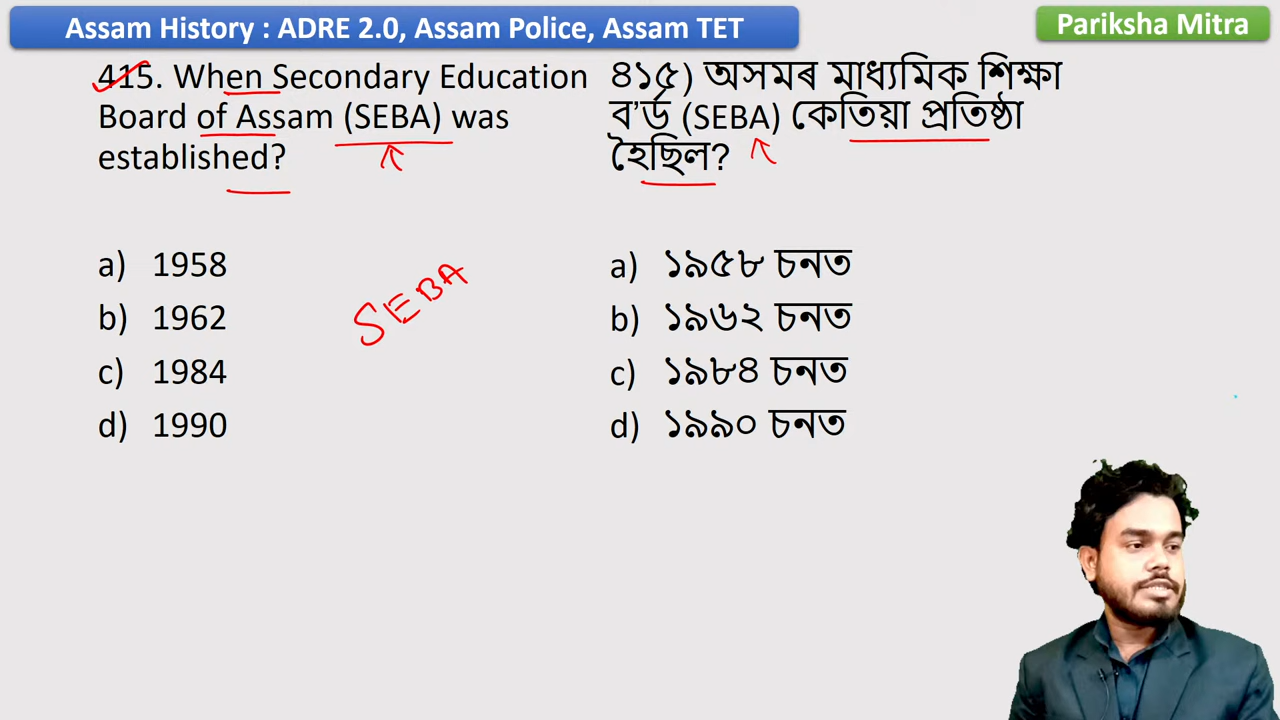 Assam History : ADRE 2.0, Assam Police, Assam TET
Pariksha Mitra
415. When Secondary Education
Board of Assam (SEBA) was
established?
a) 1958
b) 1962
c) 1984
d) 1990
SEBA
৪১৫) অসমৰ মাধ্যমিক শিক্ষা
ব'ৰ্ড (SEBA) কেতিয়া প্ৰতিষ্ঠা
হৈছিল?
a) ১৯৫৮ চনত
b) ১৯৬২ চনত
c) ১৯৮৪ চনত
d) ১৯৯০ চনত